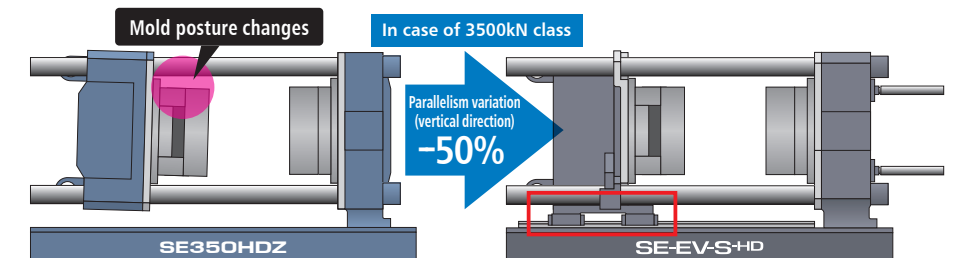 Mold posture changes
In case of 3500kN class
Parallelism variation
(vertical direction)
−50%
SE350HDZ
SE-EV-S-HD